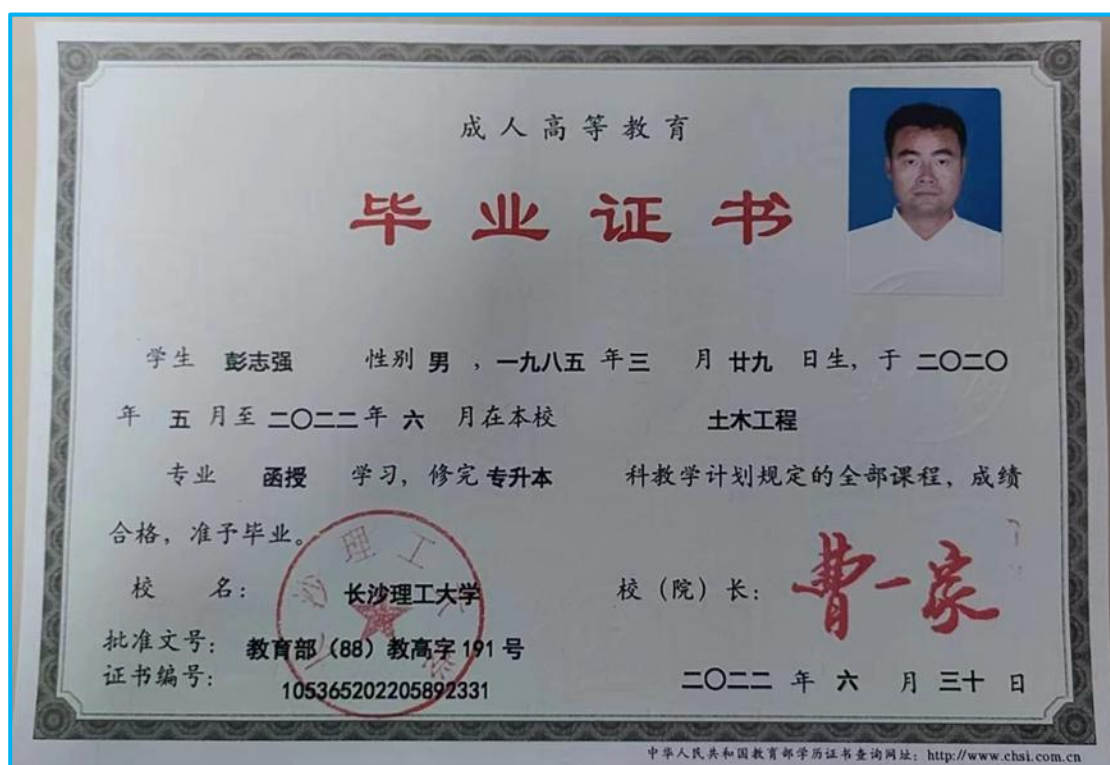 成人高等教育
毕业证书
学生 彭志强 性别 男 ，一九八五 年三 月 廿九 日生，于 二〇二〇
年 五 月至 二〇二二年 六 月在本校 土木工程
专业 函授 学习，修完 专升本 科教学计划规定的全部课程，成绩
合格，准予毕业。
校 名： 长沙理工大学 校（院）长： 曹一家
批准文号： 教育部（88）教高字 191 号
证书编号： 105365202205892331 二〇二二 年 六 月 三十 日
中华人民共和国教育部学历证书查询网址：http://www.chsi.com.cn